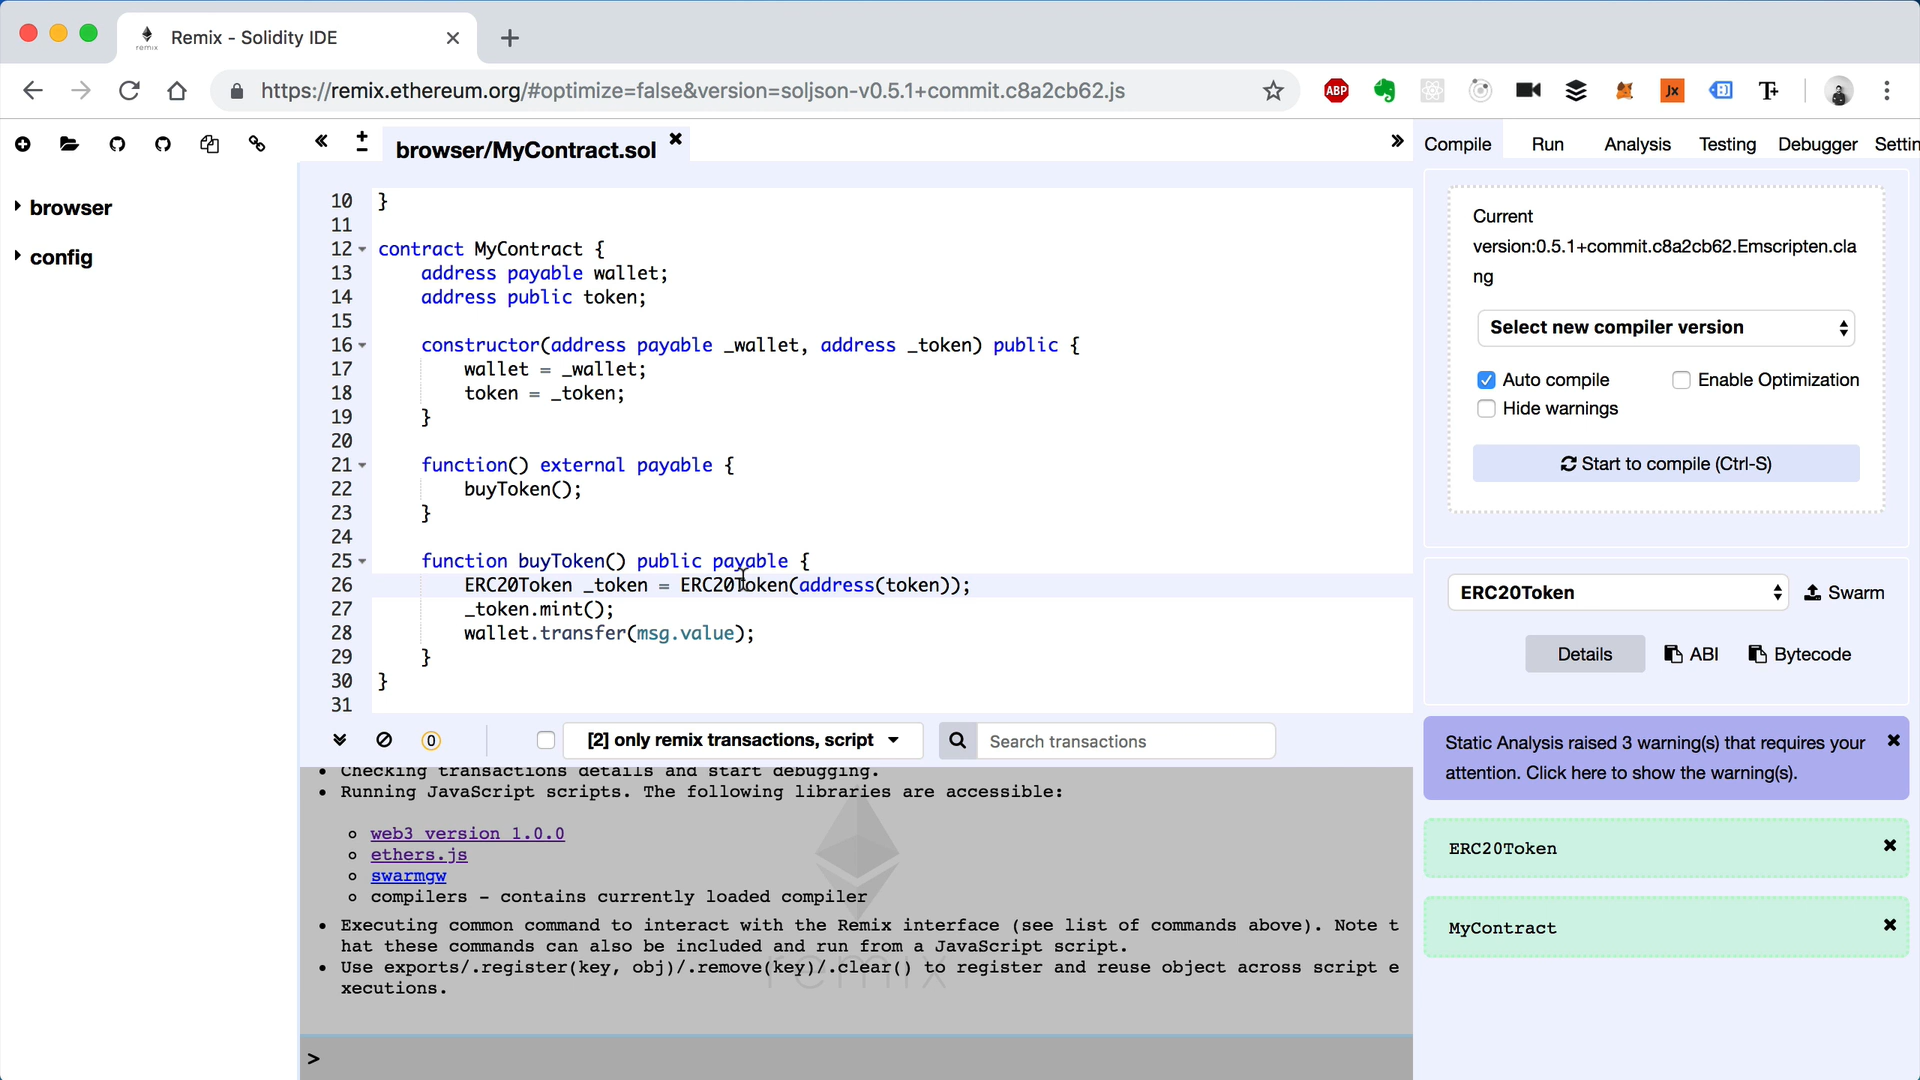 Remix - Solidity IDE
https://remix.ethereum.org/#optimize=false&version=soljson-v0.5.1+commit.c8a2cb62.js
ABP
Jx
browser
config
browser/MyContract.sol
10 }
11
12 contract MyContract {
13 address payable wallet;
14 address public token;
15
16 constructor(address payable _wallet, address _token) public {
17 wallet = _wallet;
18 token = _token;
19 }
20
21 function() external payable {
22 buyToken();
23 }
24
25 function buyToken() public payable {
26 ERC20Token _token = ERC20Token(address(token));
27 _token.mint();
28 wallet.transfer(msg.value);
29 }
30 }
31
0
[2] only remix transactions, script
Search transactions
• Checking transactions details and start debugging.
• Running JavaScript scripts. The following libraries are accessible:
web3 version 1.0.0
ethers.js
swarmgw
compilers - contains currently loaded compiler
• Executing common command to interact with the Remix interface (see list of commands above). Note t
hat these commands can also be included and run from a JavaScript script.
• Use exports/.register(key, obj)/.remove(key)/.clear() to register and reuse object across script e
xecutions.
remix
>
Compile Run Analysis Testing Debugger Settin
Current
version:0.5.1+commit.c8a2cb62.Emscripten.cla
ng
Select new compiler version
Auto compile
Enable Optimization
Hide warnings
Start to compile (Ctrl-S)
ERC20Token
Swarm
Details
ABI
Bytecode
Static Analysis raised 3 warning(s) that requires your
attention. Click here to show the warning(s).
ERC20Token
MyContract